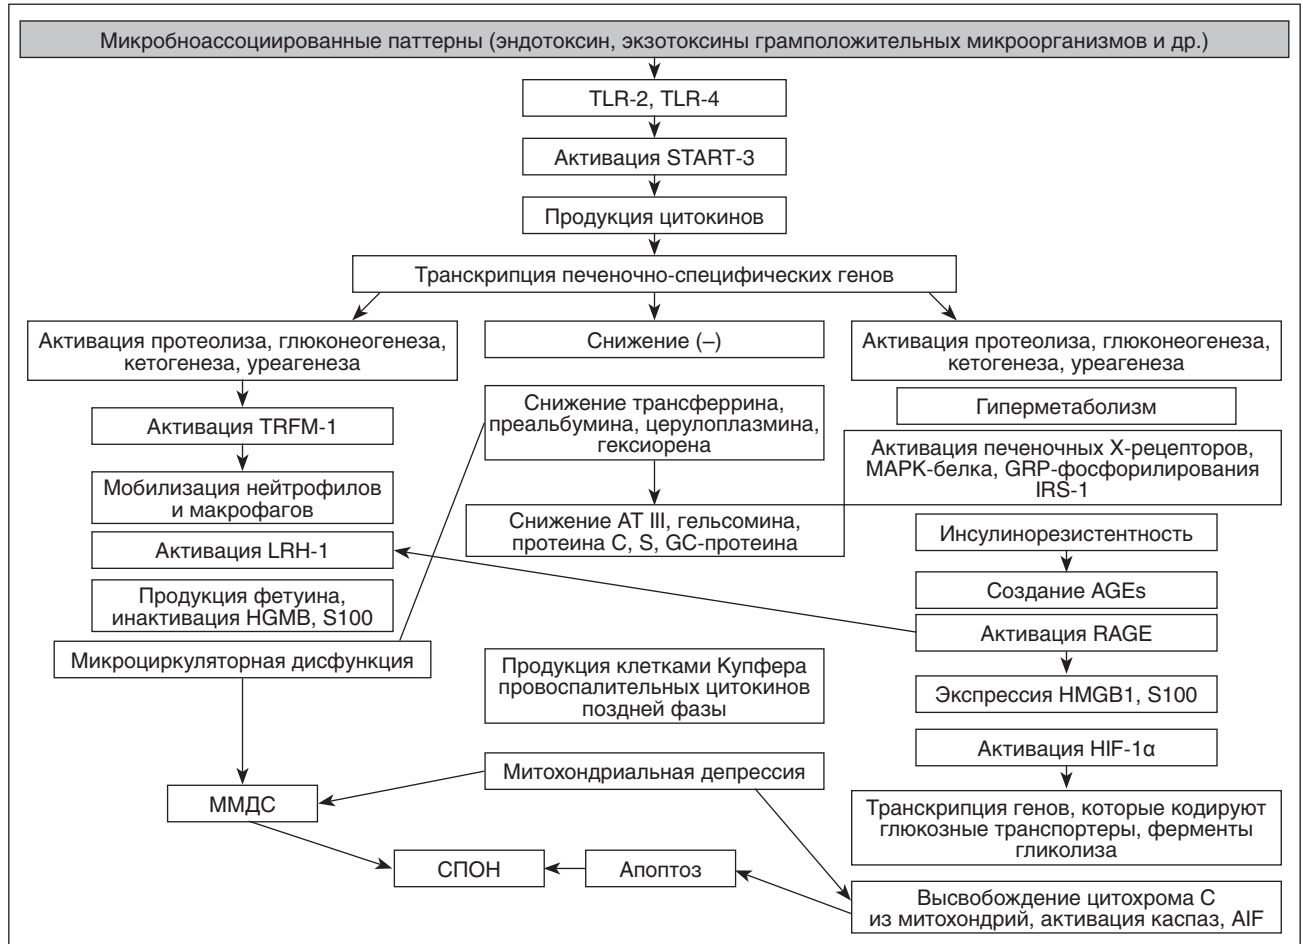 Микробноассоциированные паттерны (эндотоксин, экзотоксины грамположительных микроорганизмов и др.)
TLR-2, TLR-4
Активация START-3
Продукция цитокинов
Транскрипция печеночно-специфических генов
Активация протеолиза, глюконеогенеза,
кетогенеза, уреагенеза
Активация TRFM-1
Мобилизация нейтрофилов
и макрофагов
Активация LRH-1
Продукция фетуина,
инактивация HGMB, S100
Микроциркуляторная дисфункция
ММДС
Снижение (–)
Снижение трансферрина,
преальбумина, церулоплазмина,
гексиорена
Снижение АТ III, гельсомина,
протеина С, S, GC-протеина
Продукция клетками Купфера
провоспалительных цитокинов
поздней фазы
Митохондриальная депрессия
СПОН
Апоптоз
Активация протеолиза, глюконеогенеза,
кетогенеза, уреагенеза
Гиперметаболизм
Активация печеночных Х-рецепторов,
МАРК-белка, GRP-фосфорилирования
IRS-1
Инсулинорезистентность
Создание AGEs
Активация RAGE
Экспрессия HMGB1, S100
Активация HIF-1α
Транскрипция генов, которые кодируют
глюкозные транспортеры, ферменты
гликолиза
Высвобождение цитохрома С
из митохондрий, активация каспаз, AIF